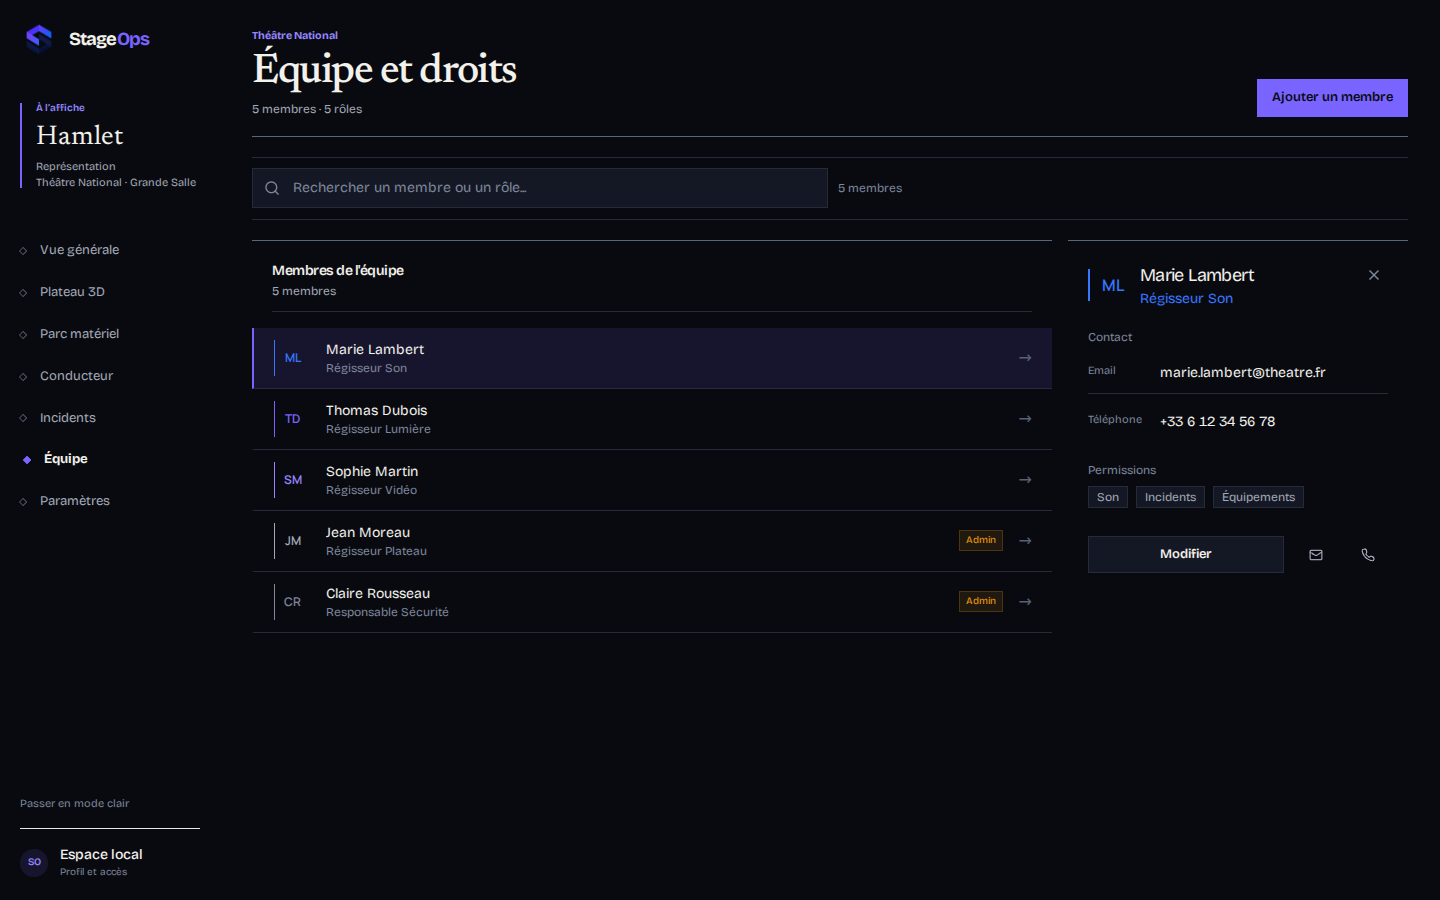 StageOps
À l'affiche
Hamlet
Représentation
Théâtre National · Grande Salle
Vue générale
Plateau 3D
Parc matériel
Conducteur
Incidents
Équipe
Paramètres
Passer en mode clair
SO
Espace local
Profil et accès
Théâtre National
Équipe et droits
5 membres · 5 rôles
Ajouter un membre
Rechercher un membre ou un rôle...
5 membres
Membres de l'équipe
5 membres
ML
Marie Lambert
Régisseur Son
TD
Thomas Dubois
Régisseur Lumière
SM
Sophie Martin
Régisseur Vidéo
JM
Jean Moreau
Régisseur Plateau
Admin
CR
Claire Rousseau
Responsable Sécurité
Admin
ML
Marie Lambert
Régisseur Son
Contact
Email marie.lambert@theatre.fr
Téléphone +33 6 12 34 56 78
Permissions
Son Incidents Équipements
Modifier